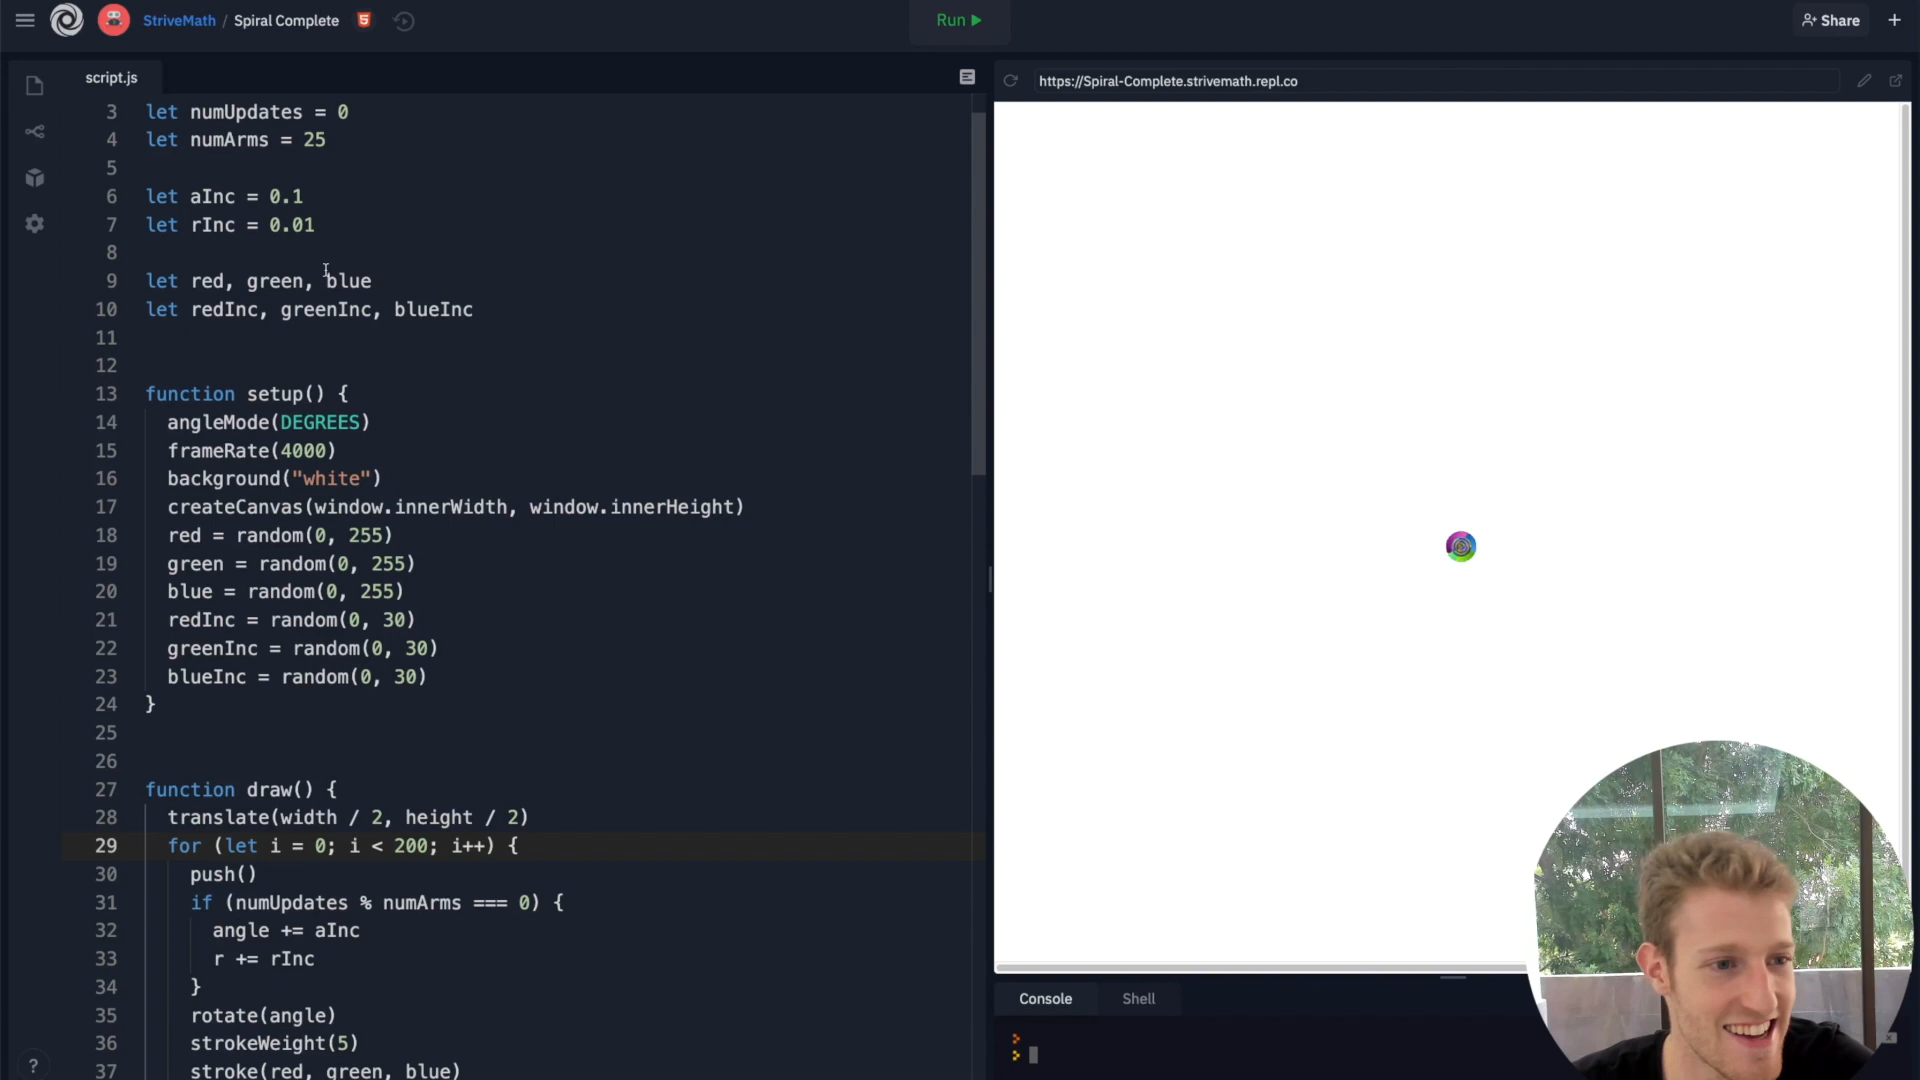 StriveMath / Spiral Complete
Run
Share
script.js
https://Spiral-Complete.strivemath.repl.co
3 let numUpdates = 0
4 let numArms = 25
5
6 let aInc = 0.1
7 let rInc = 0.01
8
9 let red, green, blue
10 let redInc, greenInc, blueInc
11
12
13 function setup() {
14 angleMode(DEGREES)
15 frameRate(4000)
16 background("white")
17 createCanvas(window.innerWidth, window.innerHeight)
18 red = random(0, 255)
19 green = random(0, 255)
20 blue = random(0, 255)
21 redInc = random(0, 30)
22 greenInc = random(0, 30)
23 blueInc = random(0, 30)
24 }
25
26
27 function draw() {
28 translate(width / 2, height / 2)
29 for (let i = 0; i < 200; i++) {
30 push()
31 if (numUpdates % numArms === 0) {
32 angle += aInc
33 r += rInc
34 }
35 rotate(angle)
36 strokeWeight(5)
37 stroke(red, green, blue)
Console
Shell